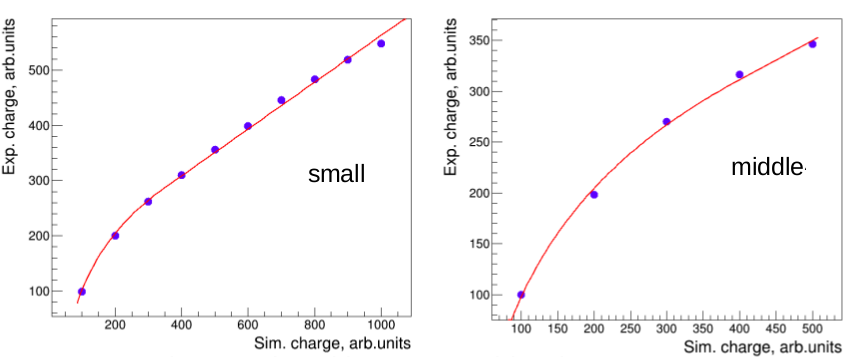 Exp. charge, arb.units
500
400
300
200
100
small
200 400 600 800 1000
Sim. charge, arb.units
Exp. charge, arb.units
350
300
250
200
150
100
middle
100 150 200 250 300 350 400 450 500
Sim. charge, arb.units